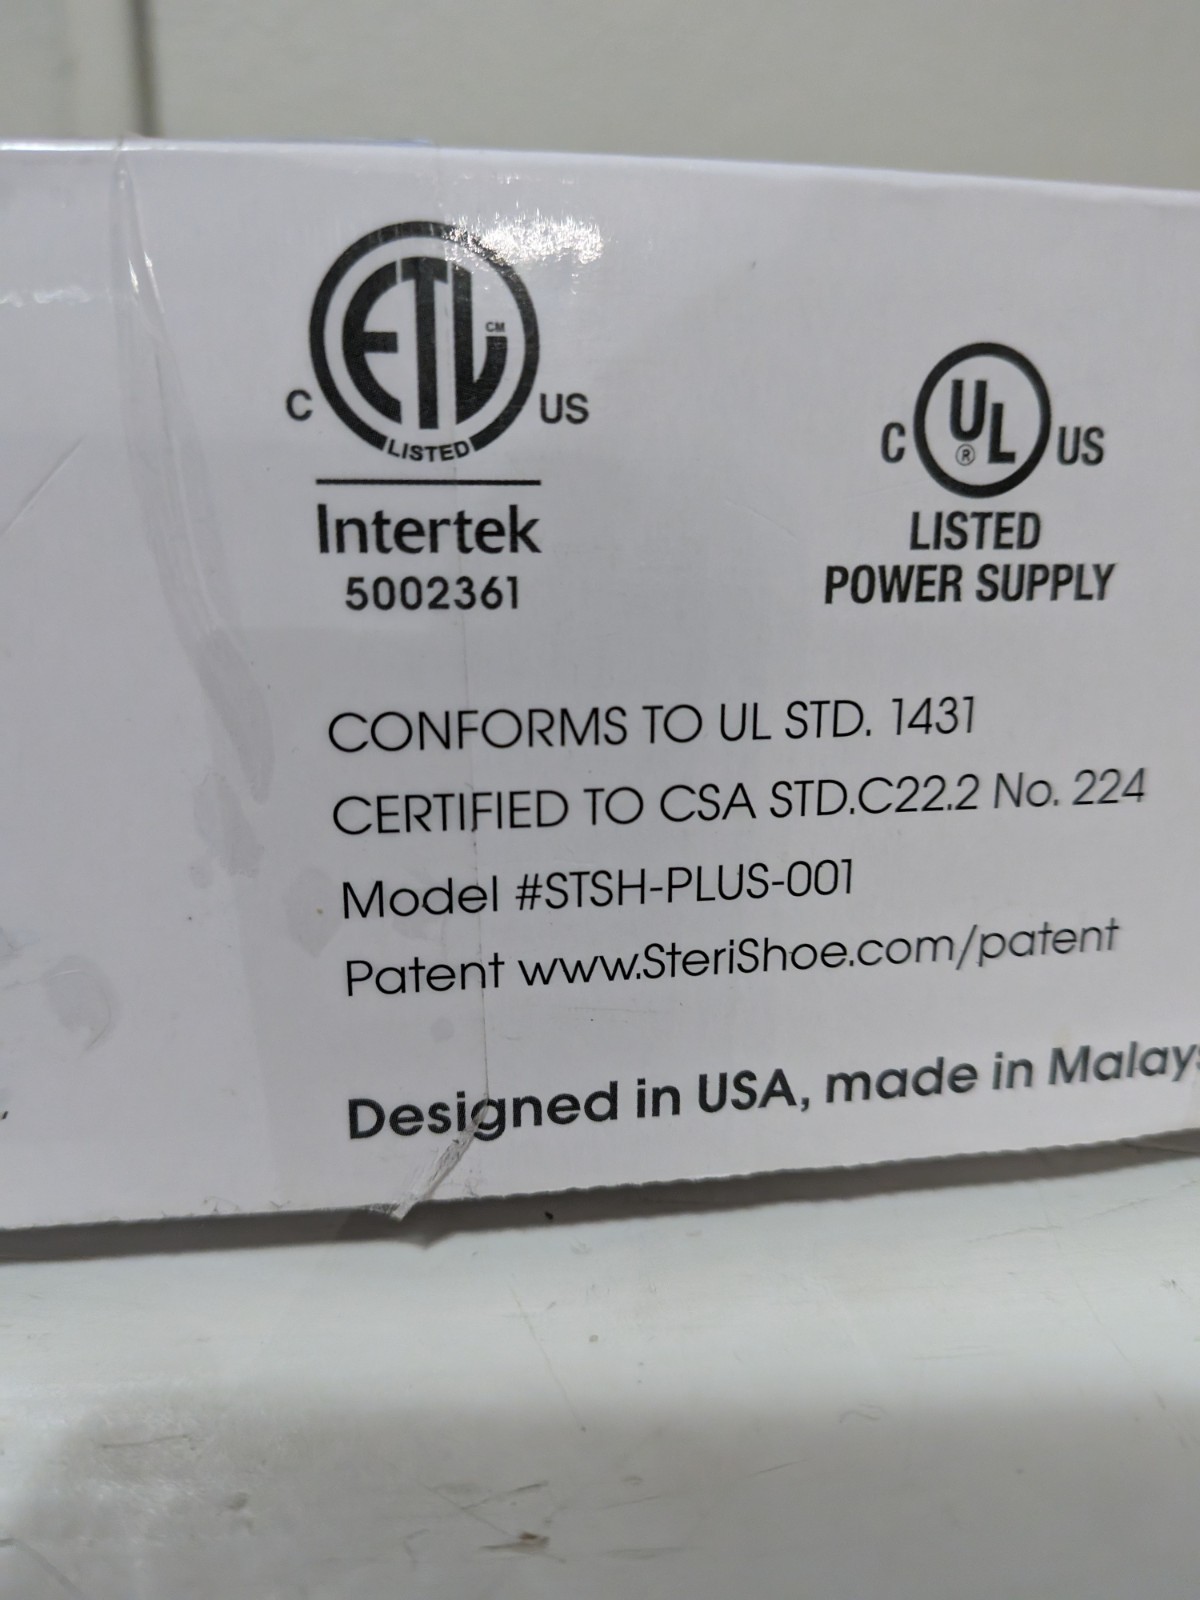 C ETL CM US
LISTED
Intertek
5002361
C UL ® US
LISTED
POWER SUPPLY
CONFORMS TO UL STD. 1431
CERTIFIED TO CSA STD.C22.2 No. 224
Model #STSH-PLUS-001
Patent www.SteriShoe.com/patent
Designed in USA, made in